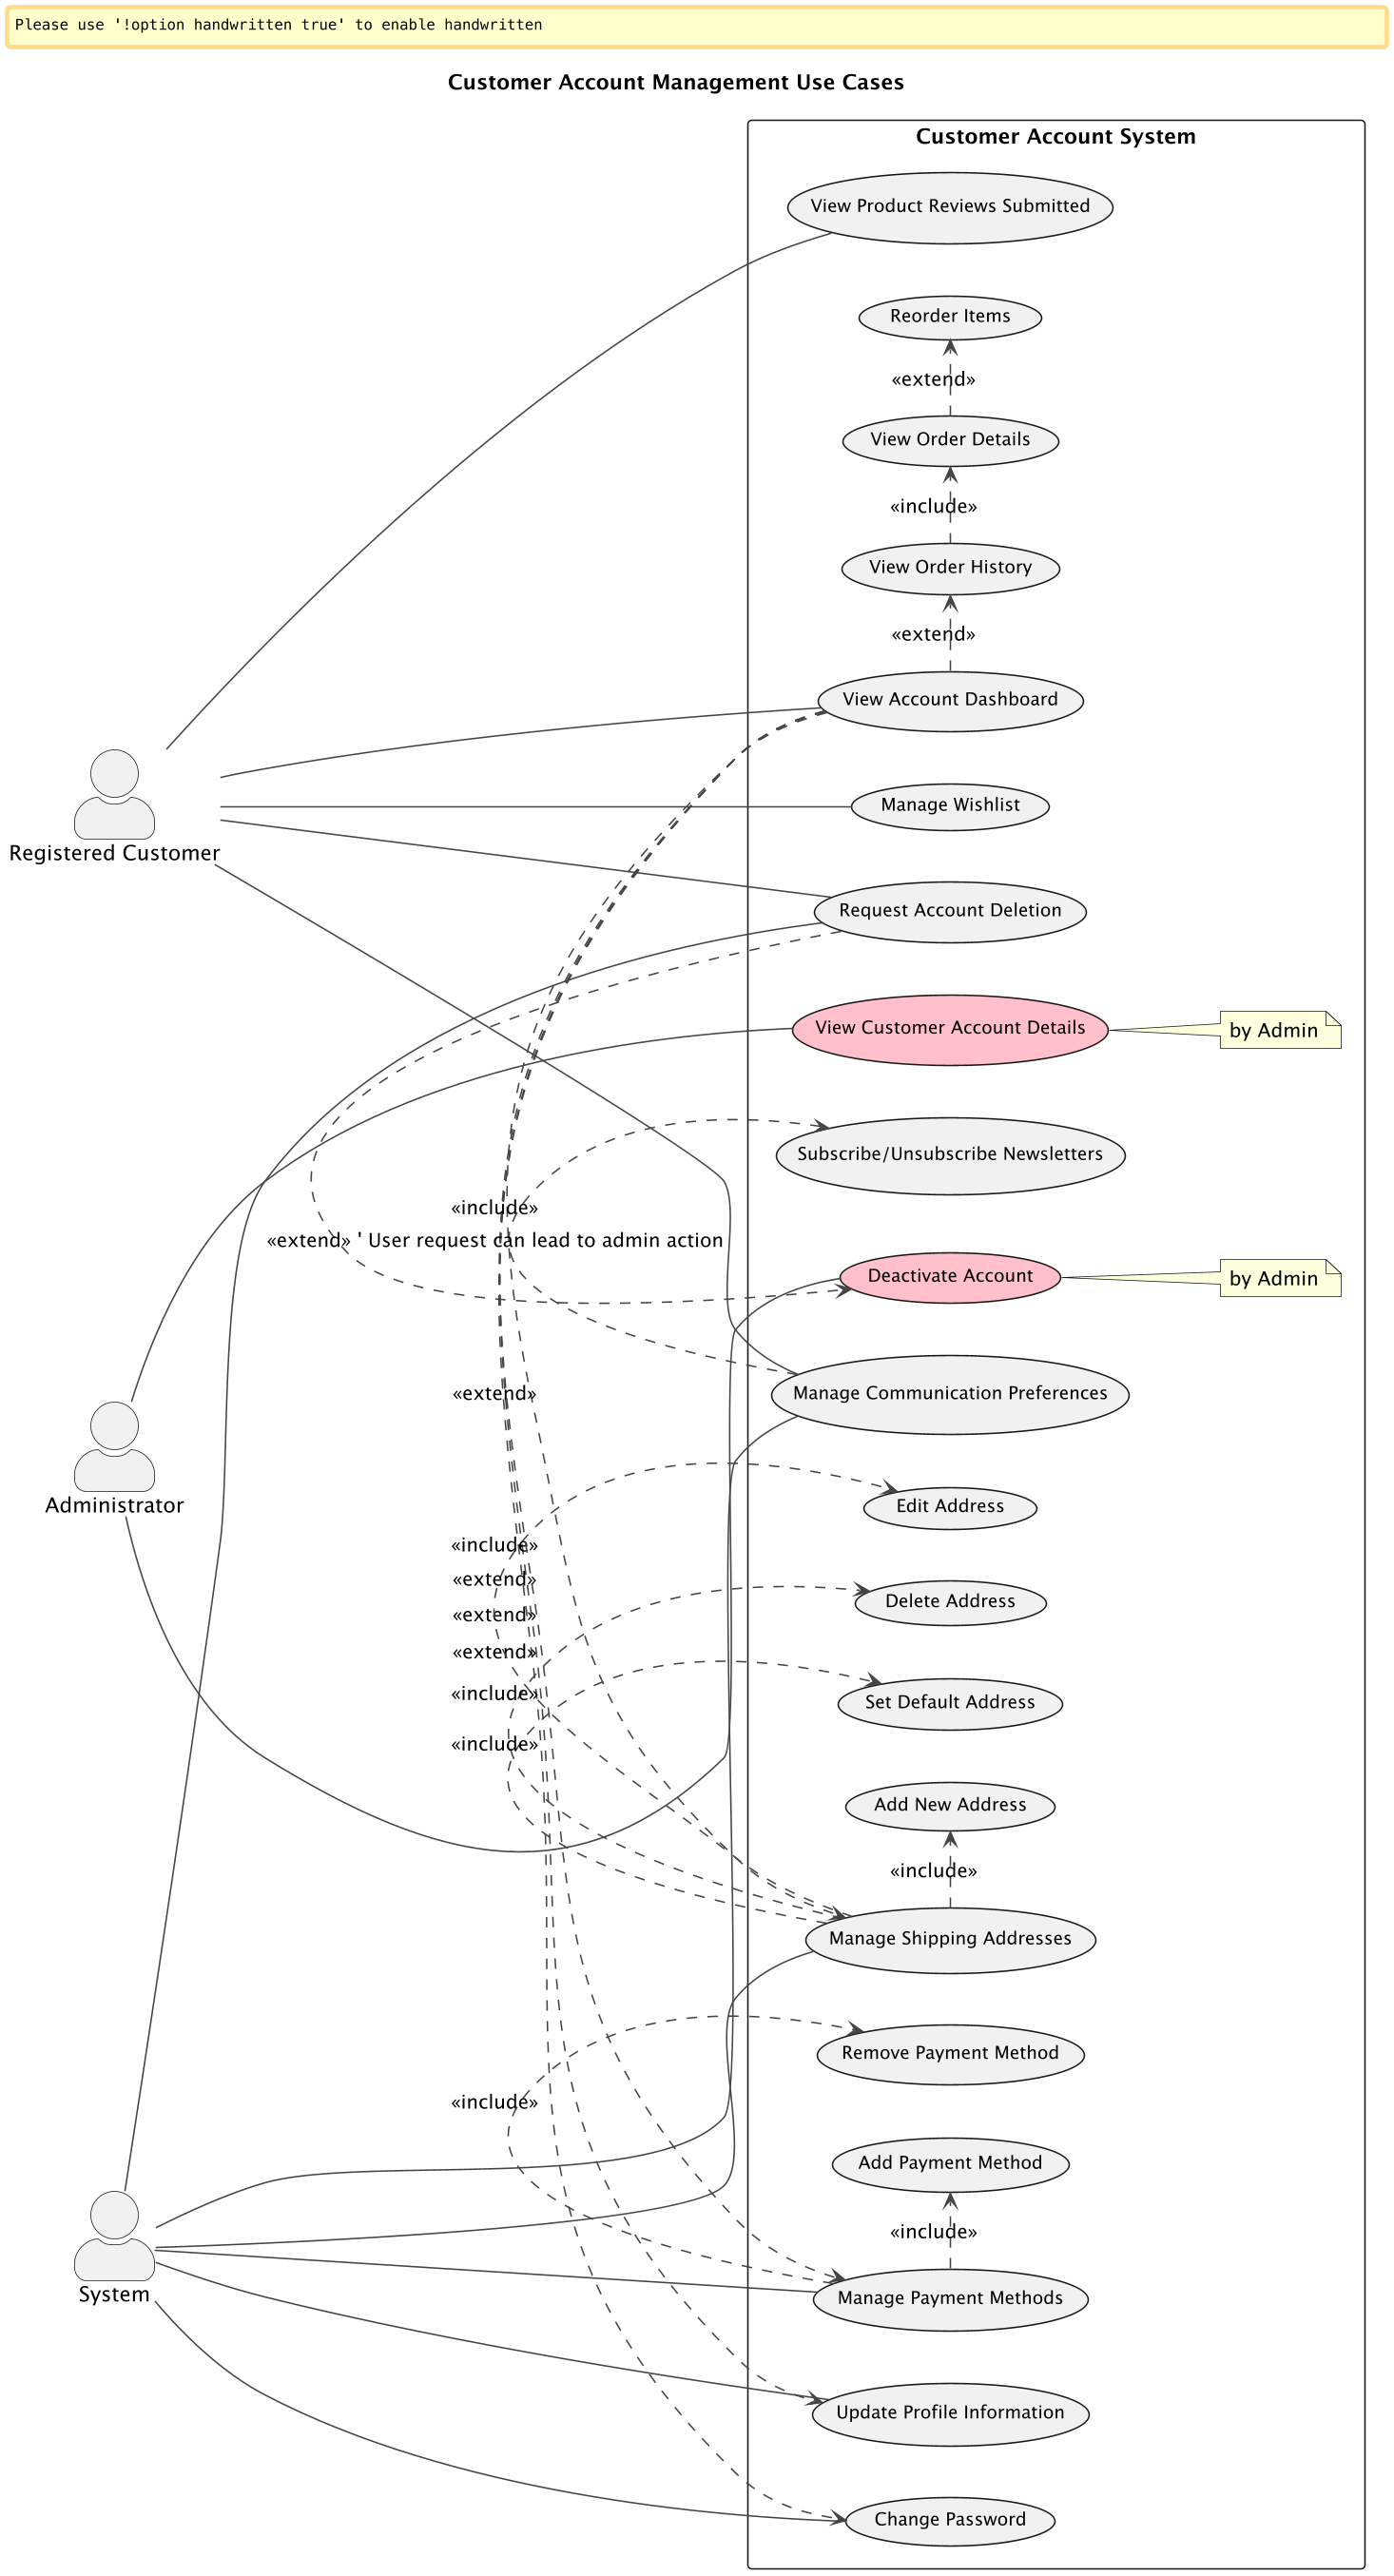 Please use '!option handwritten true' to enable handwritten
Customer Account Management Use Cases
Customer Account System
View Product Reviews Submitted
Reorder Items
«extend»
View Order Details
«include»
View Order History
«extend»
View Account Dashboard
Manage Wishlist
Registered Customer
Request Account Deletion
View Customer Account Details
by Admin
Subscribe/Unsubscribe Newsletters
«include»
«extend» ' User request can lead to admin action
Deactivate Account
by Admin
«extend»
Manage Communication Preferences
Administrator
Edit Address
«include»
«extend»
Delete Address
«extend»
«extend»
«include»
Set Default Address
«include»
Add New Address
«include»
Manage Shipping Addresses
Remove Payment Method
«include»
Add Payment Method
«include»
System
Manage Payment Methods
Update Profile Information
Change Password